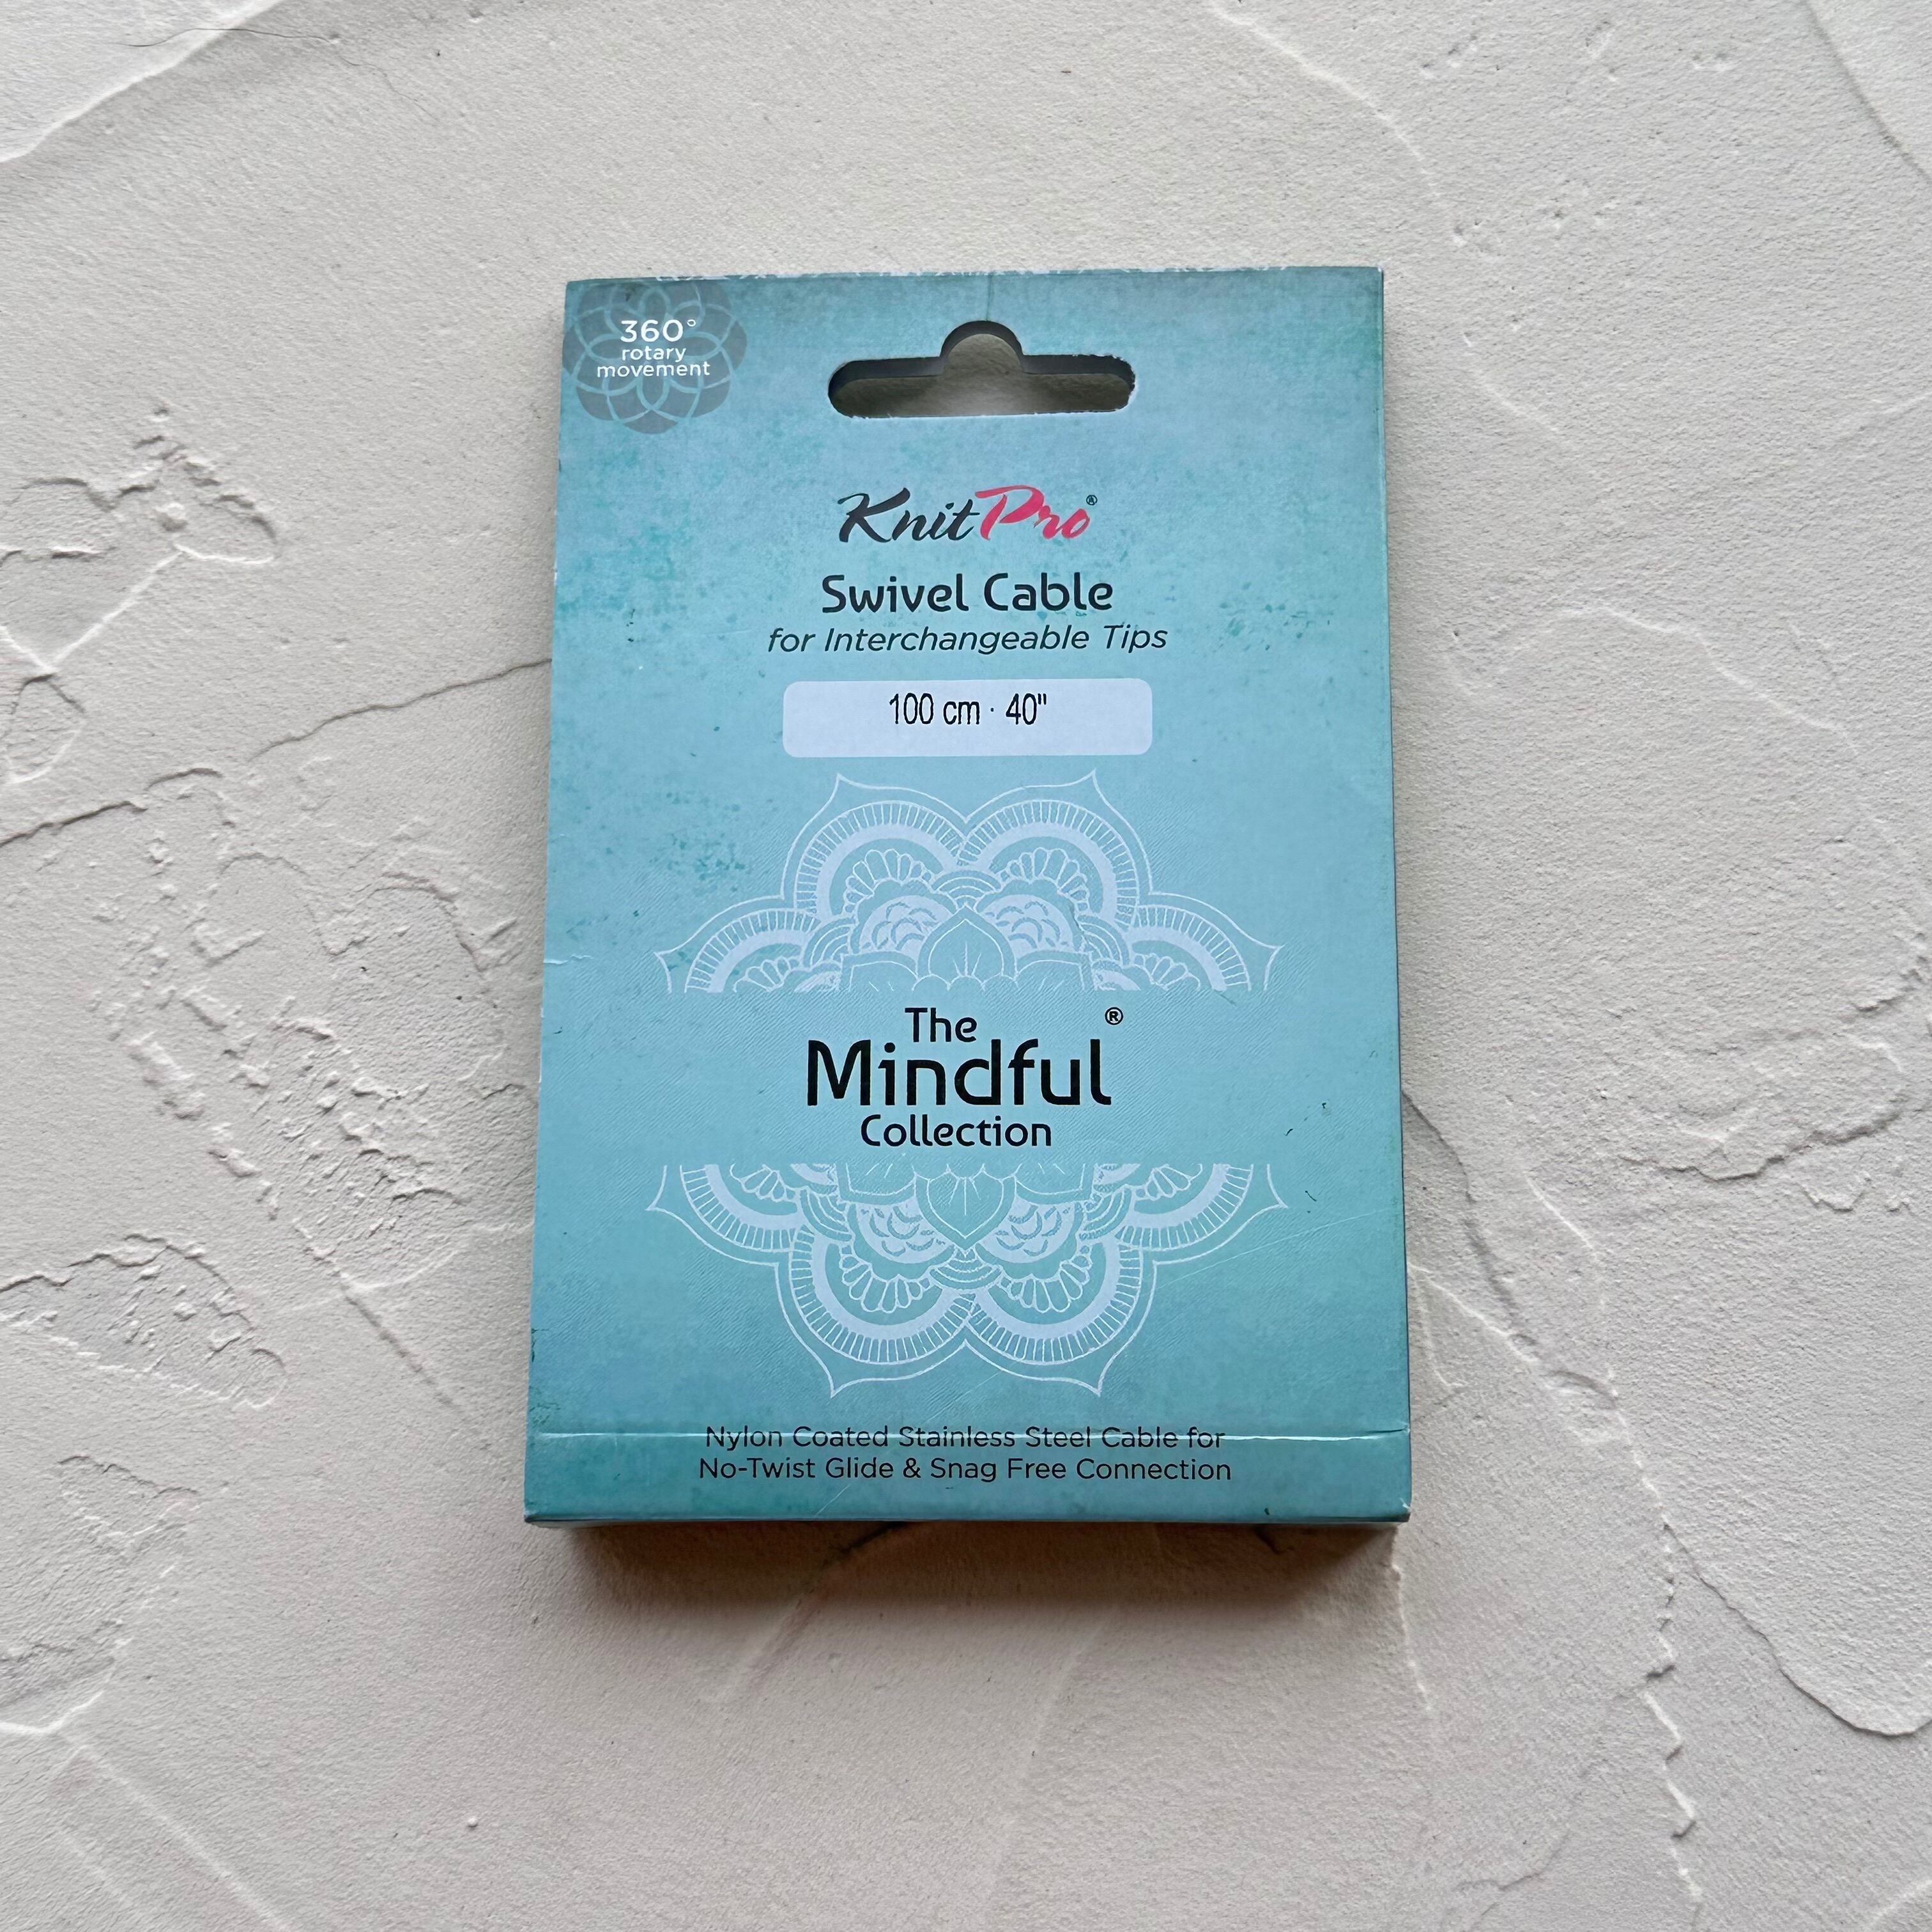 360°
rotary
movement
KnitPro®
Swivel Cable
for Interchangeable Tips
100 cm · 40"
The
Mindful®
Collection
Nylon Coated Stainless Steel Cable for
No-Twist Glide & Snag Free Connection